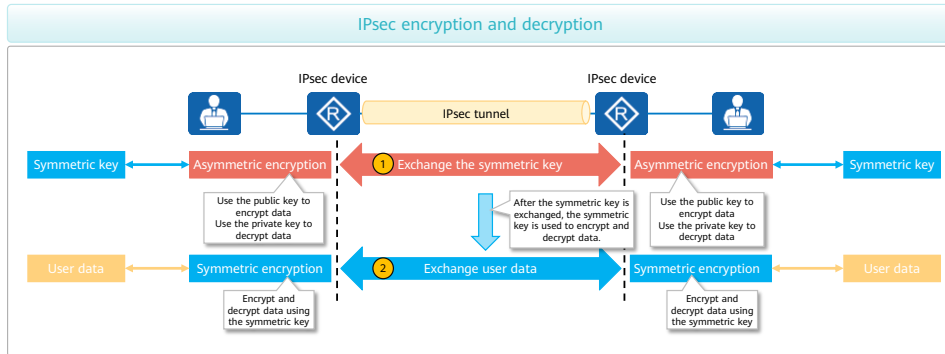 IPsec encryption and decryption
IPsec device
IPsec device
R
IPsec tunnel
R
Symmetric key
Asymmetric encryption
1
Exchange the symmetric key
Asymmetric encryption
Symmetric key
Use the public key to
encrypt data
Use the private key to
decrypt data
After the symmetric key is
exchanged, the symmetric
key is used to encrypt and
decrypt data.
Use the public key to
encrypt data
Use the private key to
decrypt data
User data
Symmetric encryption
2
Exchange user data
Symmetric encryption
User data
Encrypt and
decrypt data using
the symmetric key
Encrypt and
decrypt data using
the symmetric key